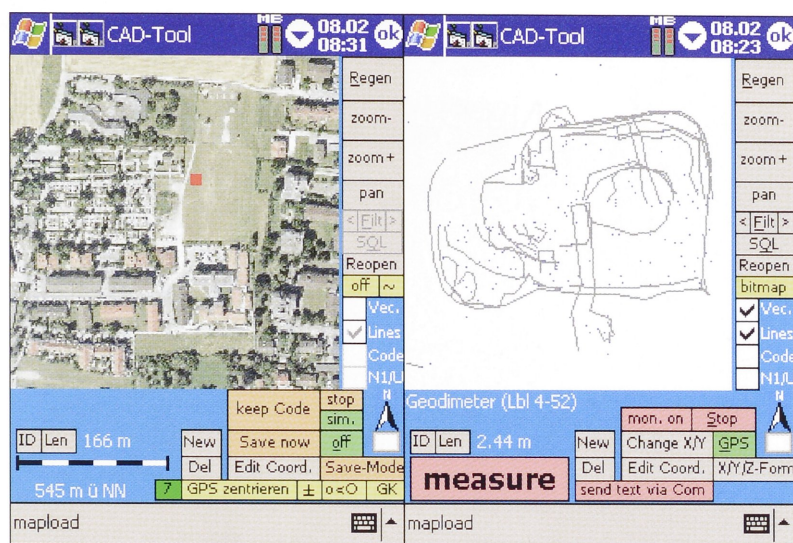 CAD-Tool MB 08.02 08:31 ok
Regen
zoom-
zoom +
pan
< Filt >
SQL
Reopen
off ~
Vec.
Lines
Code
N1/U
keep Code stop
sim.
N
ID Len 166 m New Save now off
Del Edit Coord. Save-Mode
545 m ü NN 7 GPS zentrieren ± o<O GK
mapload
CAD-Tool MB 08.02 08:23 ok
Regen
zoom-
zoom +
pan
< Filt >
SQL
Reopen
bitmap
Vec.
Lines
Code
N1/U
Geodimeter (Lbl 4-52)
N
mon. on Stop
ID Len 2.44 m New Change X/Y GPS
measure Del Edit Coord. X/Y/Z-Form
send text via Com
mapload